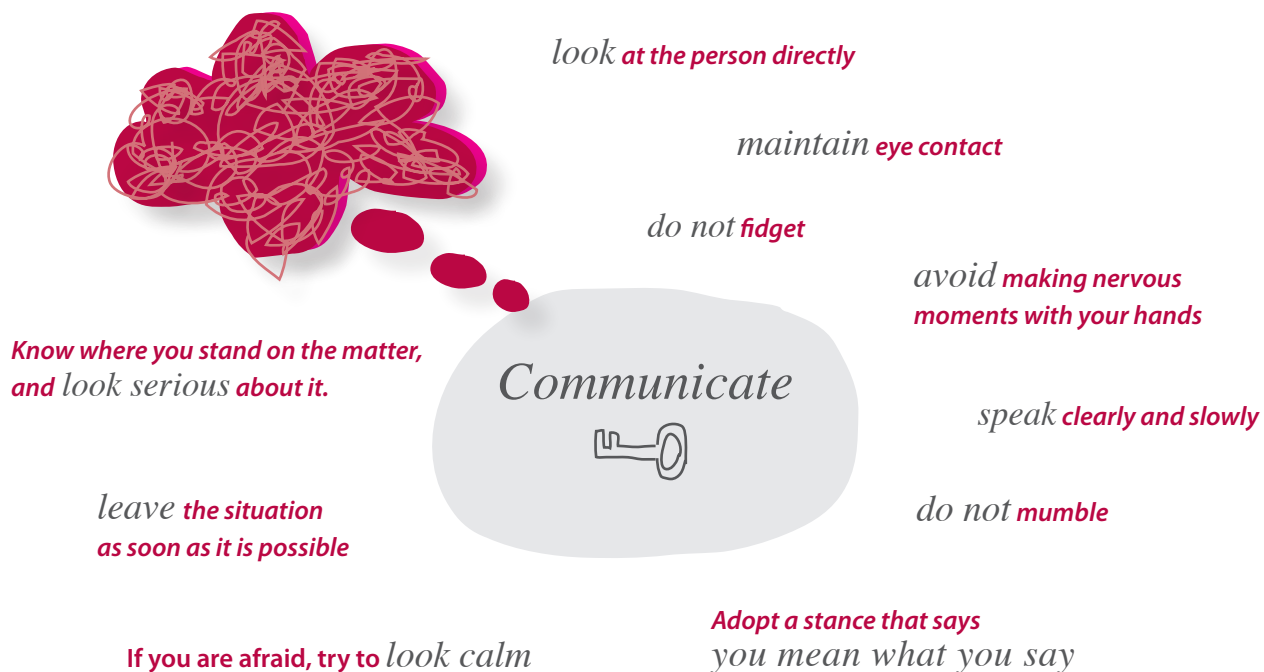 look at the person directly
maintain eye contact
do not fidget
avoid making nervous
moments with your hands
Know where you stand on the matter,
and look serious about it.
Communicate
speak clearly and slowly
leave the situation
as soon as it is possible
do not mumble
If you are afraid, try to look calm
Adopt a stance that says
you mean what you say